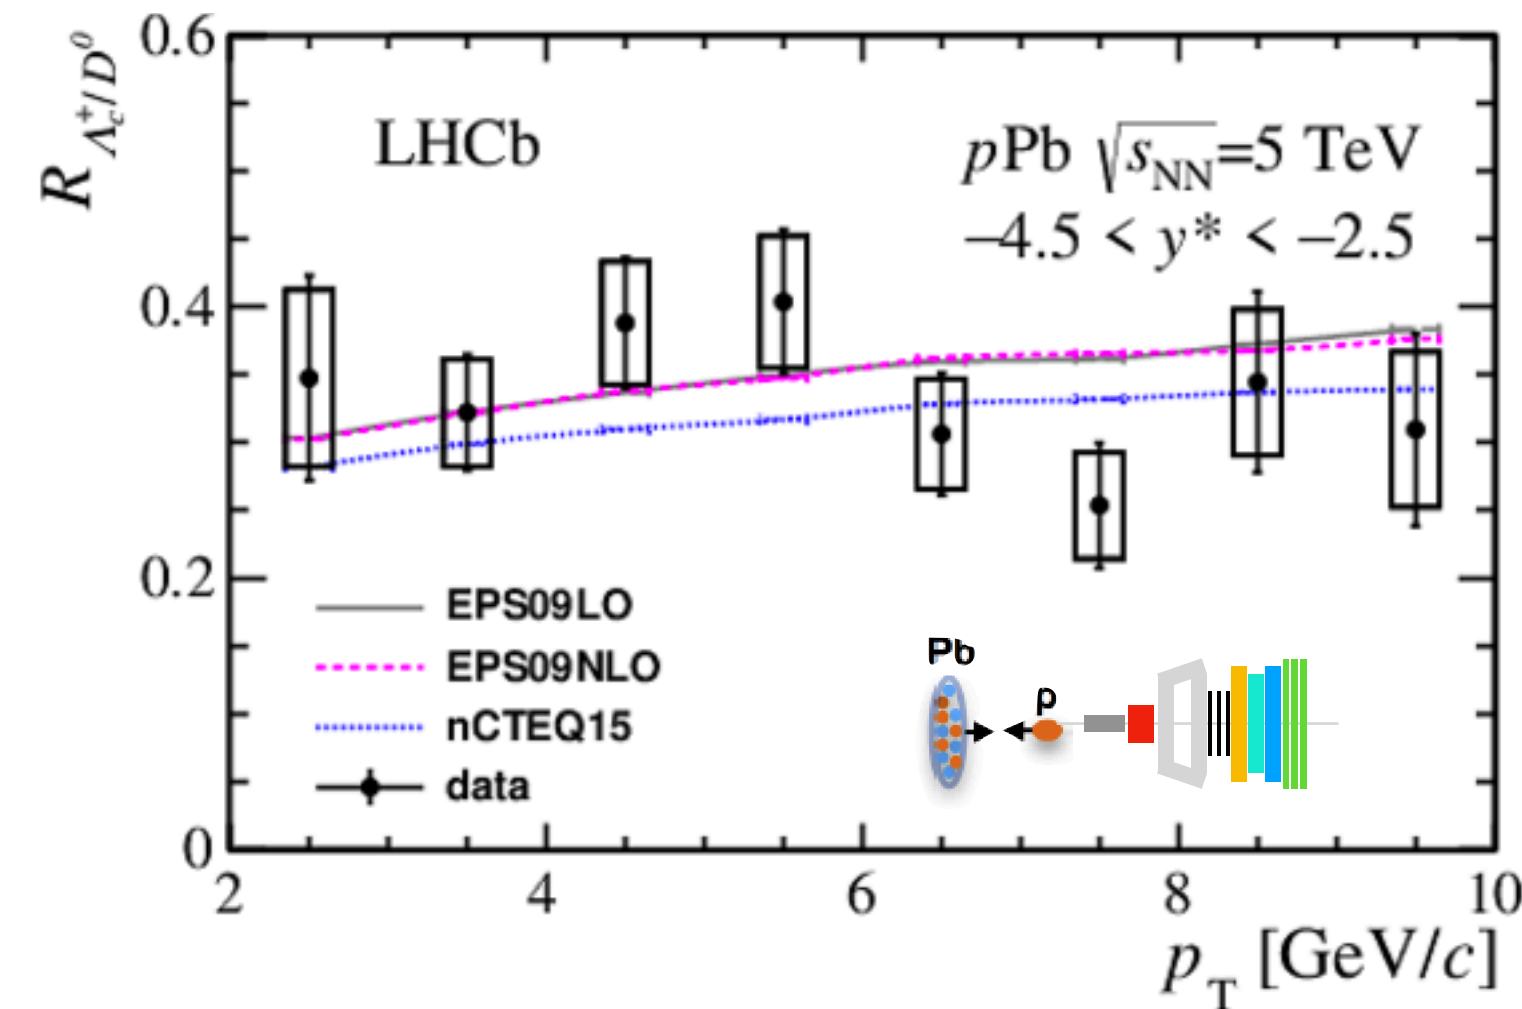 0.6
R Λc+/D0
LHCb
pPb √sNN=5 TeV
–4.5 < y* < –2.5
0.4
0.2
EPS09LO
EPS09NLO
nCTEQ15
data
Pb
p
0
2 4 6 8 10
pT [GeV/c]